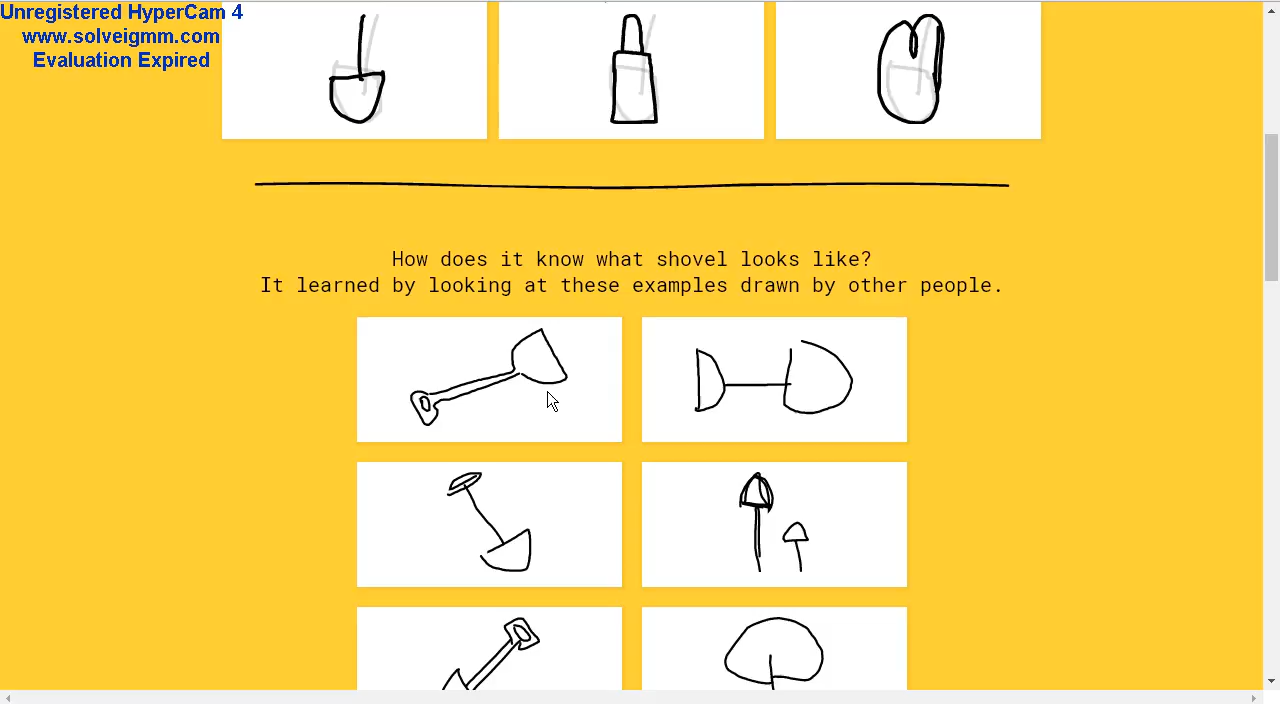 Unregistered HyperCam 4
www.solveigmm.com
Evaluation Expired
How does it know what shovel looks like?
It learned by looking at these examples drawn by other people.